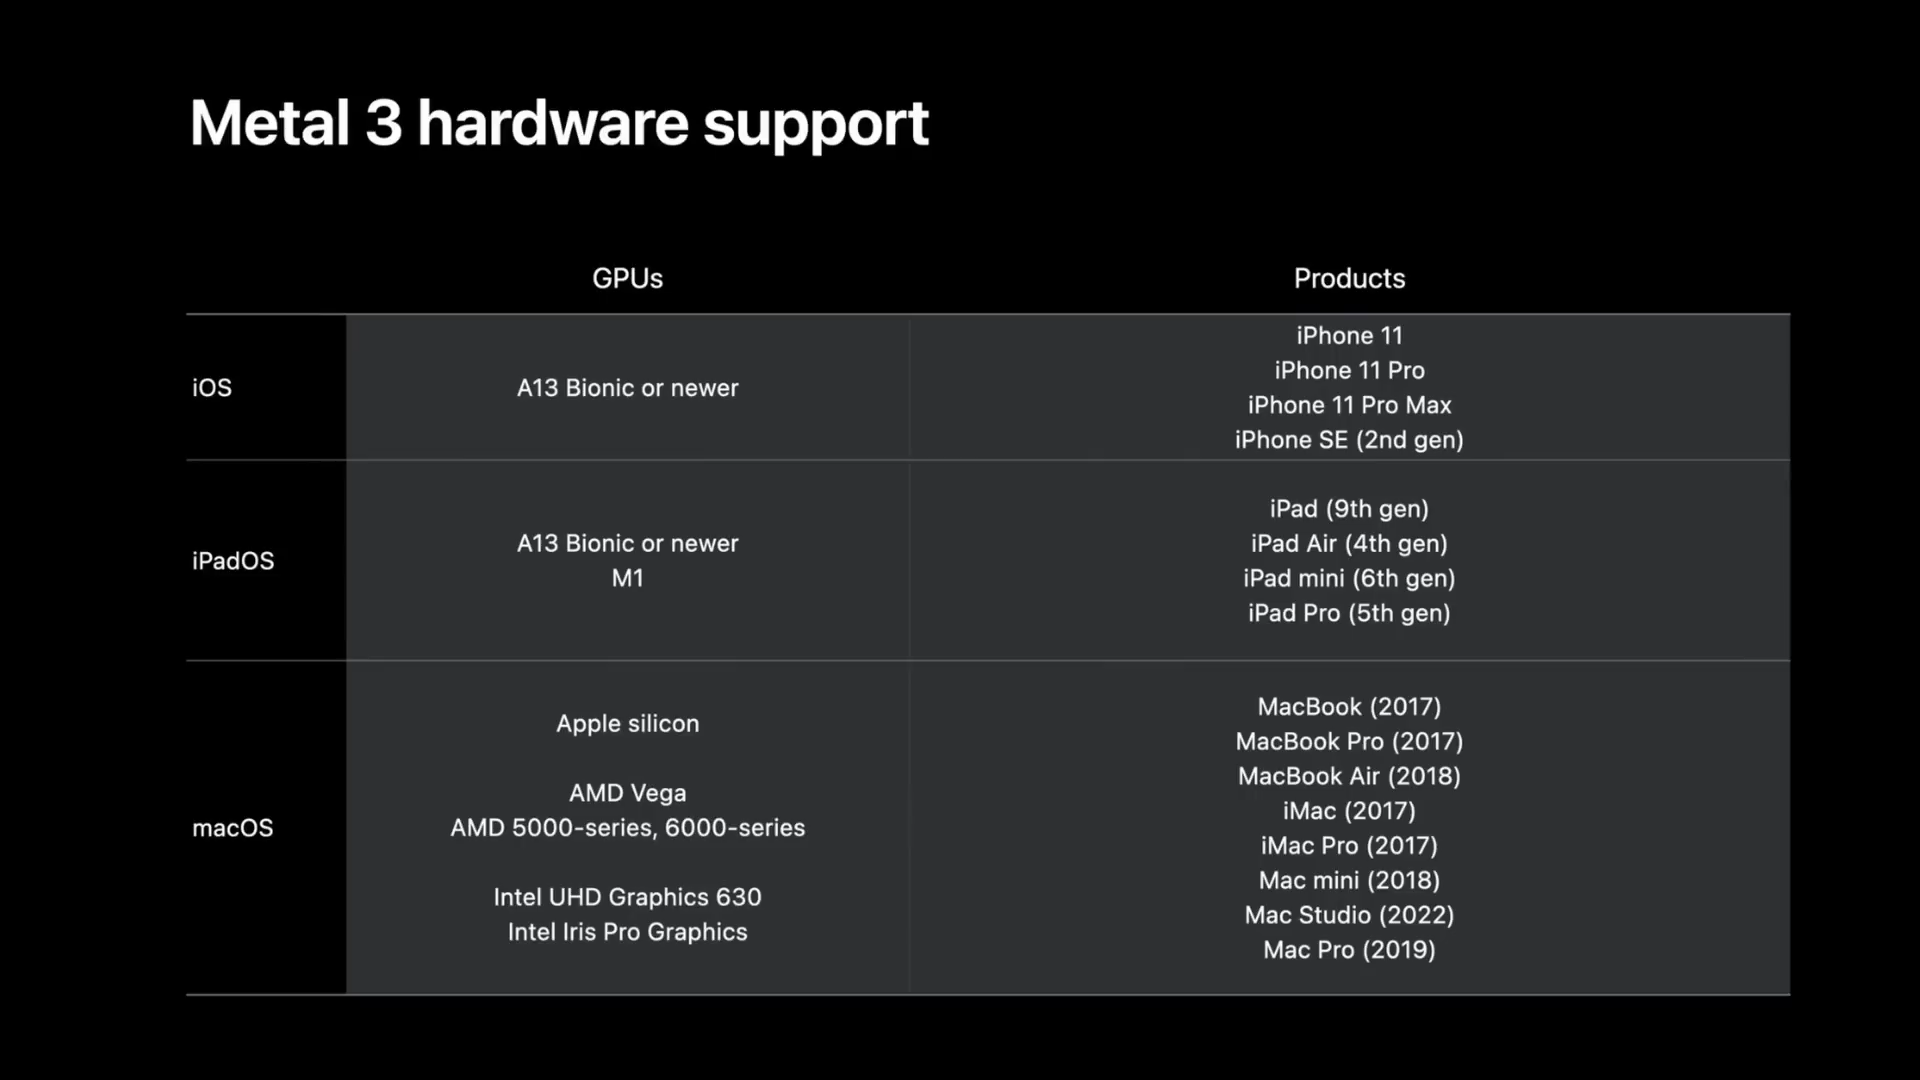 Metal 3 hardware support
GPUs
Products
iOS
A13 Bionic or newer
iPhone 11
iPhone 11 Pro
iPhone 11 Pro Max
iPhone SE (2nd gen)
iPadOS
A13 Bionic or newer
M1
iPad (9th gen)
iPad Air (4th gen)
iPad mini (6th gen)
iPad Pro (5th gen)
macOS
Apple silicon
AMD Vega
AMD 5000-series, 6000-series
Intel UHD Graphics 630
Intel Iris Pro Graphics
MacBook (2017)
MacBook Pro (2017)
MacBook Air (2018)
iMac (2017)
iMac Pro (2017)
Mac mini (2018)
Mac Studio (2022)
Mac Pro (2019)